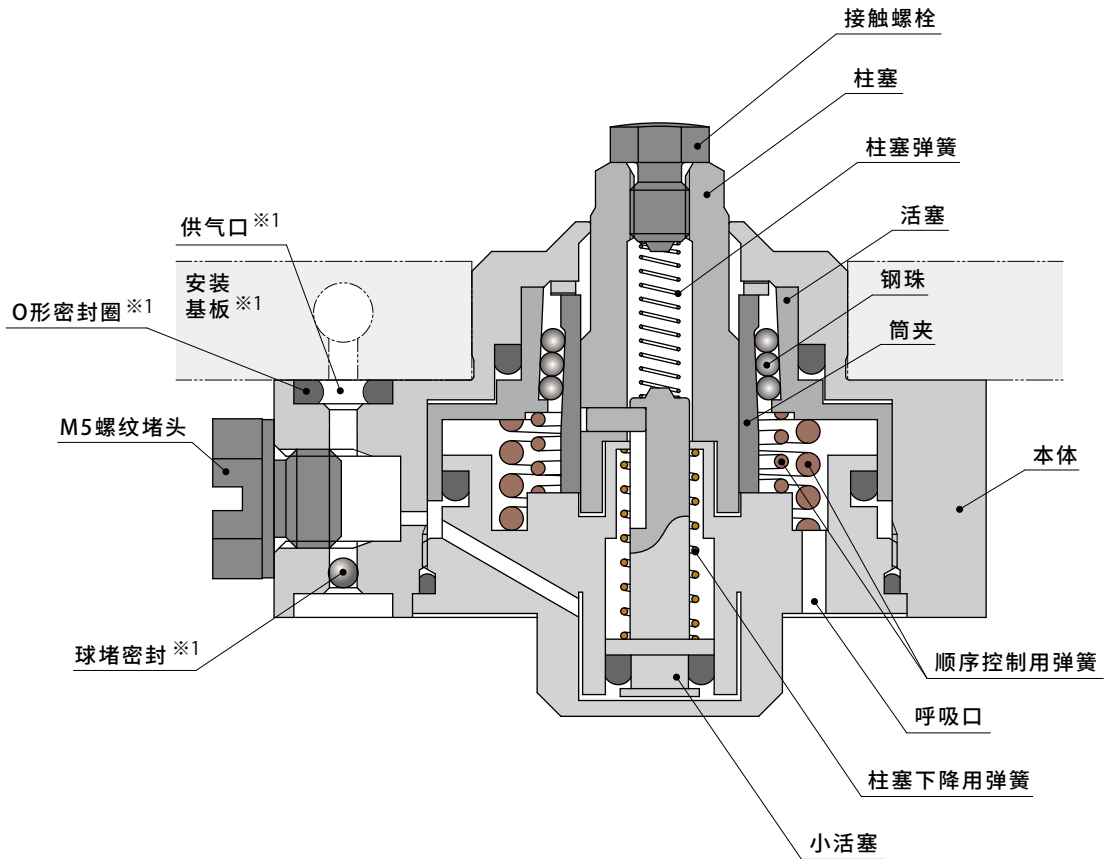 接触螺栓
柱塞
柱塞弹簧
活塞
钢珠
筒夹
本体
供气口※1
安装
基板※1
O形密封圈※1
M5螺纹堵头
球堵密封※1
顺序控制用弹簧
呼吸口
柱塞下降用弹簧
小活塞